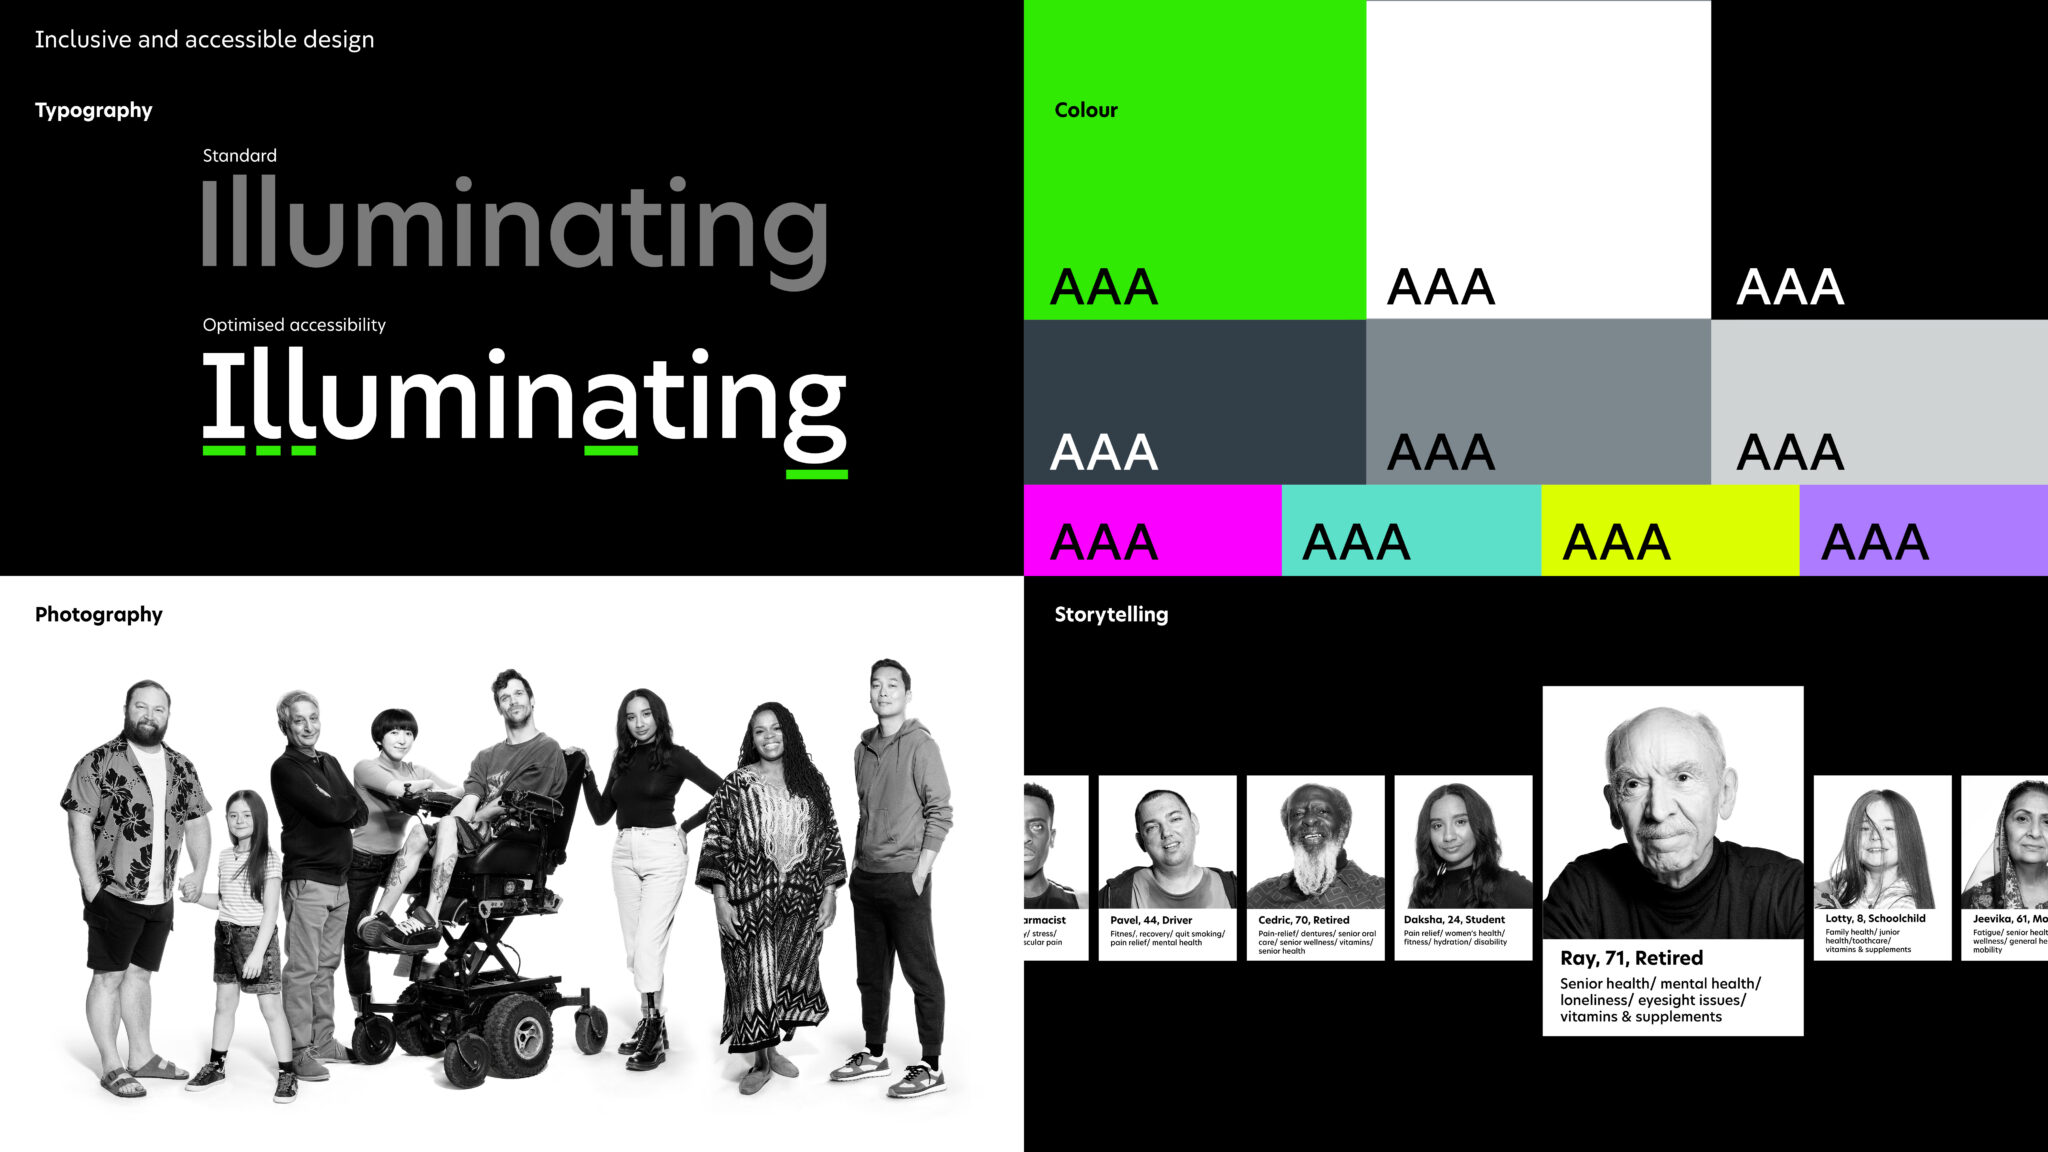 Inclusive and accessible design
Typography
Standard
Illuminating
Optimised accessibility
Illuminating
Colour
AAA
AAA
AAA
AAA
AAA
AAA
AAA
AAA
AAA
AAA
Photography
Storytelling
armacist
y/ stress/
scular pain
Pavel, 44, Driver
Fitnes/, recovery/ quit smoking/
pain relief/ mental health
Cedric, 70, Retired
Pain-relief/ dentures/ senior oral
care/ senior wellness/ vitamins/
senior health
Daksha, 24, Student
Pain relief/ women's health/
fitness/ hydration/ disability
Ray, 71, Retired
Senior health/ mental health/
loneliness/ eyesight issues/
vitamins & supplements
Lotty, 8, Schoolchild
Family health/ junior
health/toothcare/
vitamins & supplements
Jeevika, 61, Mo
Fatigue/ senior healt
wellness/ general he
mobility